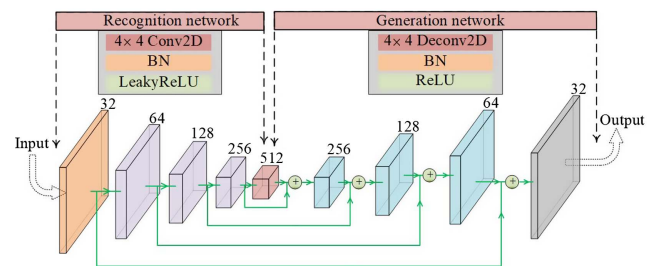 Recognition network
Generation network
4× 4 Conv2D
BN
LeakyReLU
4× 4 Deconv2D
BN
ReLU
32
64
128
256
512
256
128
64
32
Input
Output
+
+
+
+